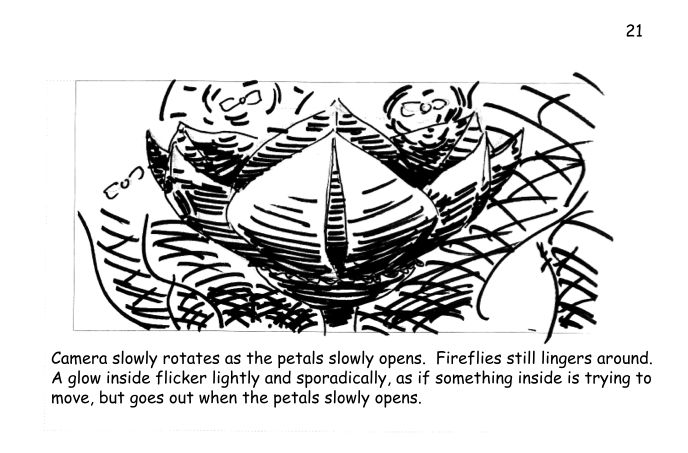 21
Camera slowly rotates as the petals slowly opens.  Fireflies still lingers around.
A glow inside flicker lightly and sporadically, as if something inside is trying to
move, but goes out when the petals slowly opens.